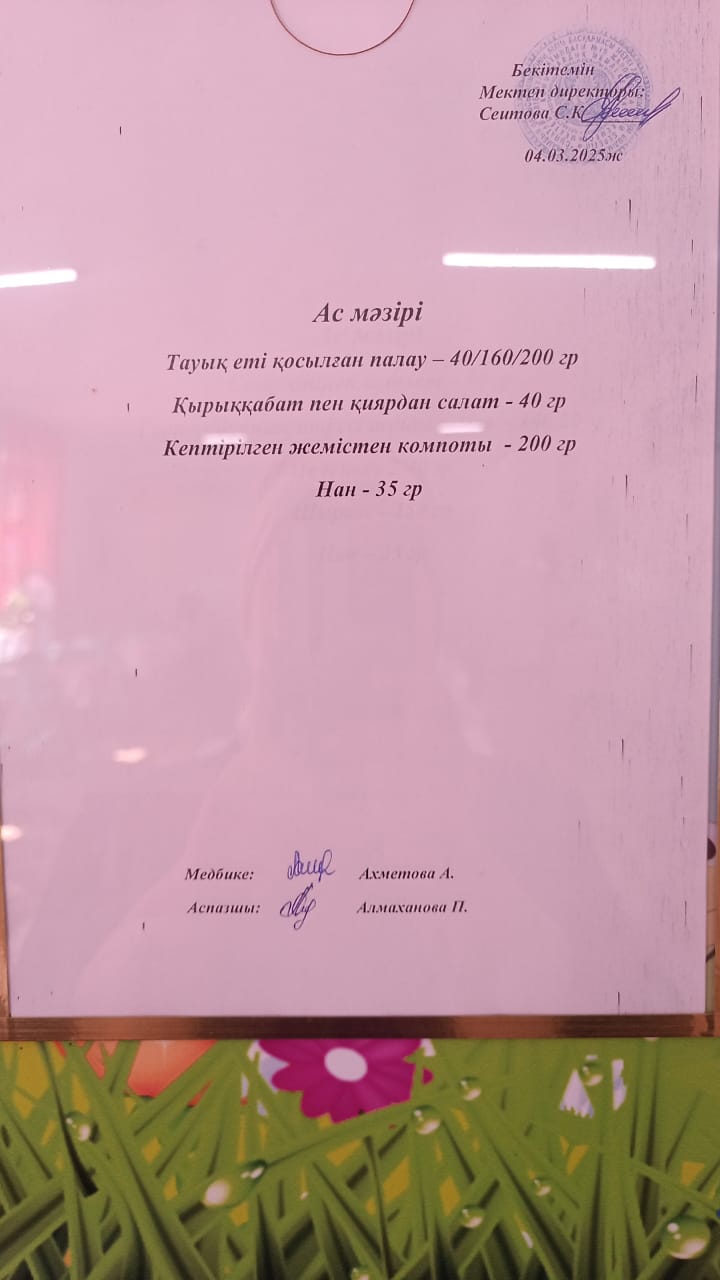 Бекітемін
Мектеп директоры:
Сеитова С.К
04.03.2025ж
Ас мәзірі
Тауық еті қосылған палау – 40/160/200 гр
Қырыққабат пен қиярдан салат - 40 гр
Кептірілген жемістен компоты - 200 гр
Нан - 35 гр
Медбике: Ахметова А.
Аспазшы: Алмаханова П.